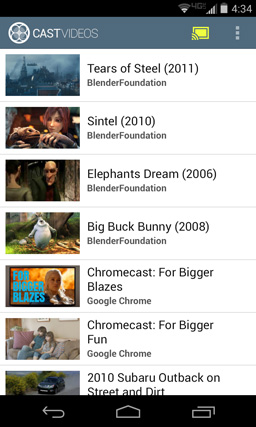 4G 4:34
CASTVIDEOS
Tears of Steel (2011)
BlenderFoundation
Sintel (2010)
BlenderFoundation
Elephants Dream (2006)
BlenderFoundation
Big Buck Bunny (2008)
BlenderFoundation
FOR
BIGGER
BLAZES
Chromecast: For Bigger
Blazes
Google Chrome
Chromecast: For Bigger
Fun
Google Chrome
2010 Subaru Outback on
Street and Dirt